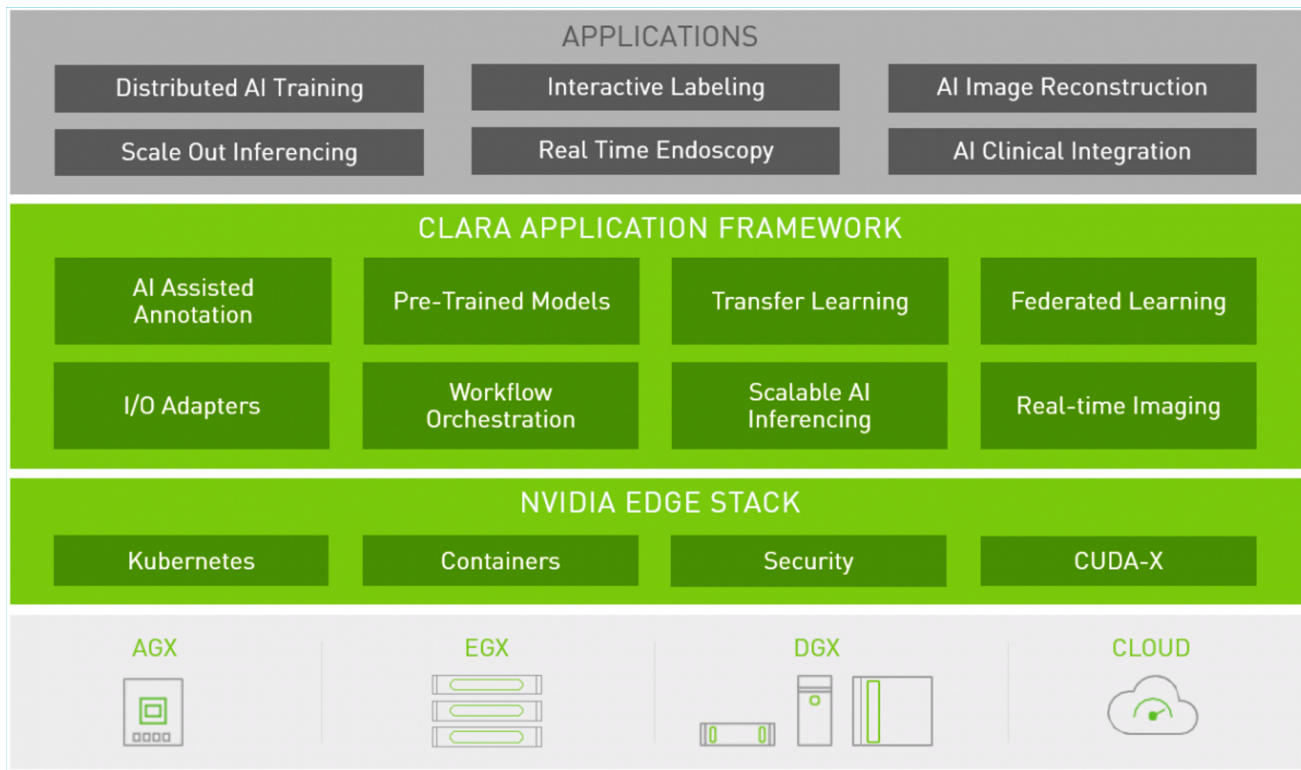 APPLICATIONS
Distributed AI Training
Interactive Labeling
AI Image Reconstruction
Scale Out Inferencing
Real Time Endoscopy
AI Clinical Integration
CLARA APPLICATION FRAMEWORK
AI Assisted
Annotation
Pre-Trained Models
Transfer Learning
Federated Learning
I/O Adapters
Workflow
Orchestration
Scalable AI
Inferencing
Real-time Imaging
NVIDIA EDGE STACK
Kubernetes
Containers
Security
CUDA-X
AGX
EGX
DGX
CLOUD